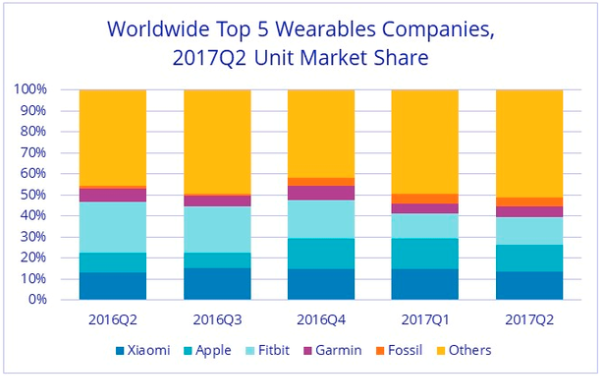 Worldwide Top 5 Wearables Companies,
2017Q2 Unit Market Share
100%
90%
80%
70%
60%
50%
40%
30%
20%
10%
0%
2016Q2 2016Q3 2016Q4 2017Q1 2017Q2
Xiaomi Apple Fitbit Garmin Fossil Others